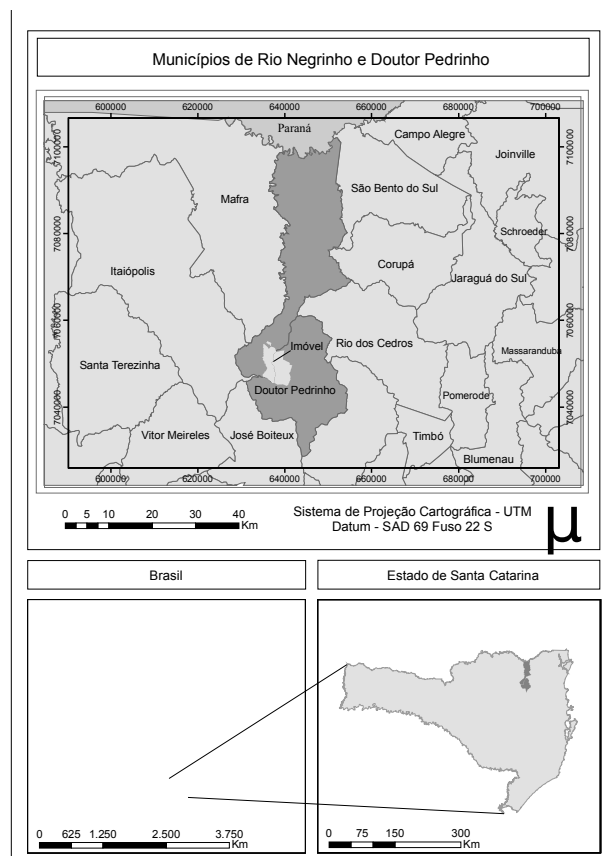 Municípios de Rio Negrinho e Doutor Pedrinho
600000 620000 640000 660000 680000 700000
Paraná
Campo Alegre
7100000 7100000
Joinville
Mafra
São Bento do Sul
Schroeder
7080000 7080000
Corupá
Itaiópolis
Jaraguá do Sul
7060000 7060000
Imóvel
Rio dos Cedros
Massaranduba
Santa Terezinha
Doutor Pedrinho
Pomerode
7040000 7040000
Vitor Meireles
José Boiteux
Timbó
Blumenau
600000 620000 640000 660000 680000 700000
0 5 10 20 30 40
Km
Sistema de Projeção Cartográfica - UTM
Datum - SAD 69 Fuso 22 S
µ
Brasil
Estado de Santa Catarina
0 625 1.250 2.500 3.750
Km
0 75 150 300
Km